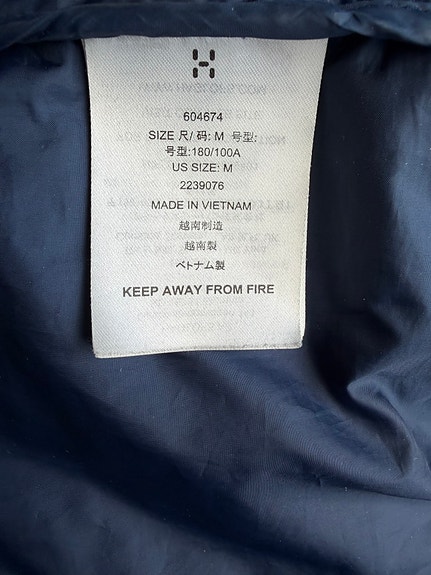 604674
SIZE 尺/ 码: M 号型:
号型:180/100A
US SIZE: M
2239076
MADE IN VIETNAM
越南制造
越南製
ベトナム製
KEEP AWAY FROM FIRE